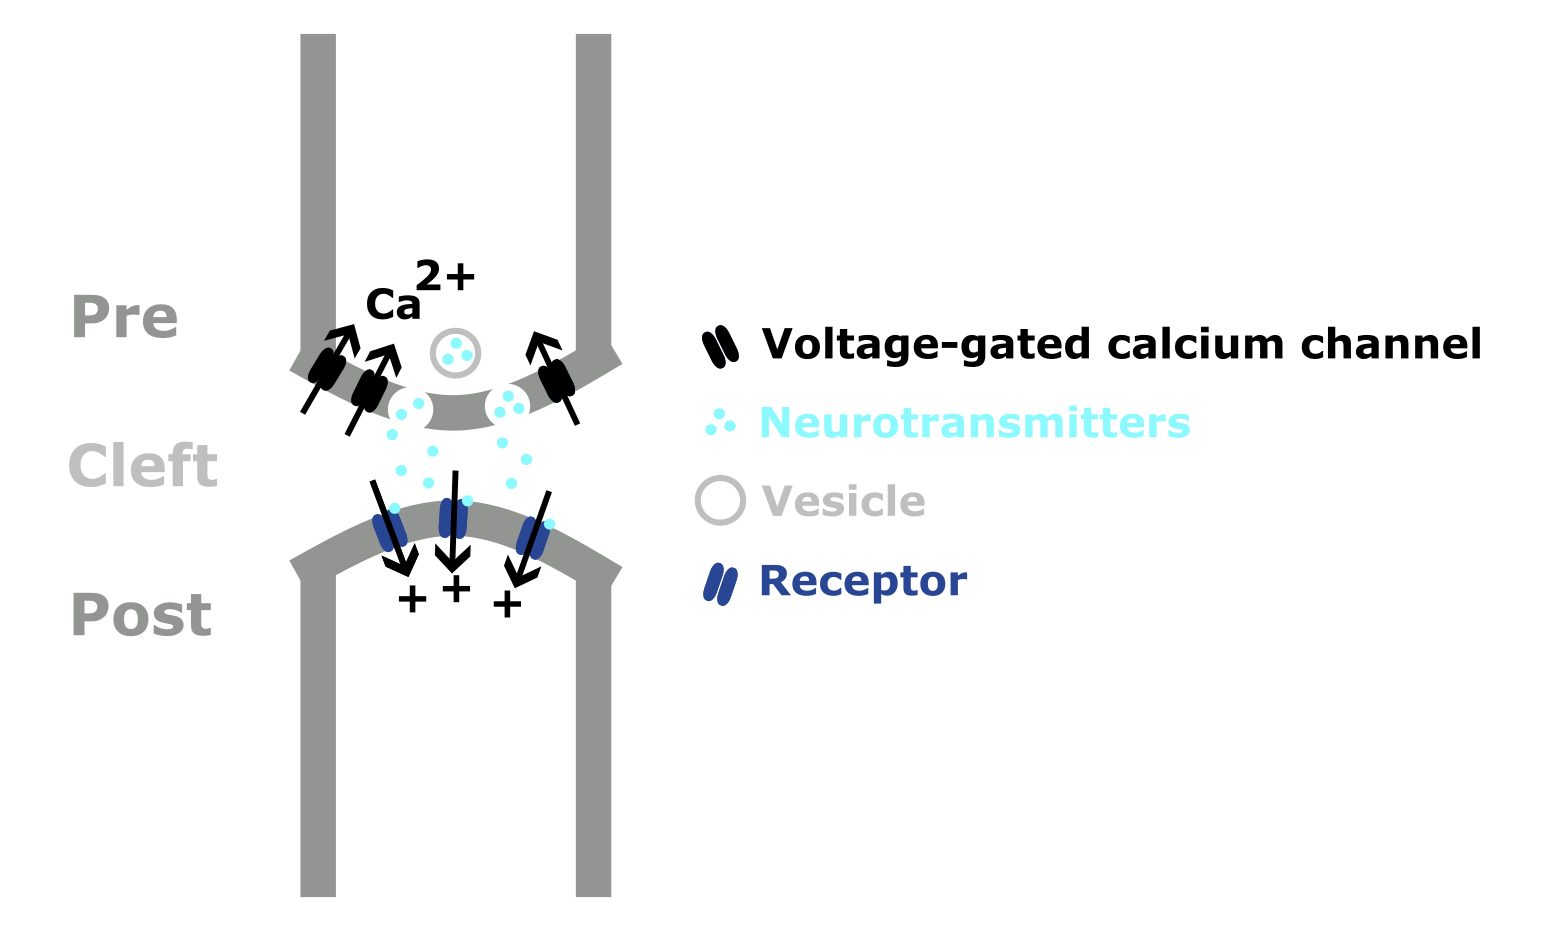 Pre
Cleft
Post
Ca2+
+ + +
Voltage-gated calcium channel
Neurotransmitters
Vesicle
Receptor